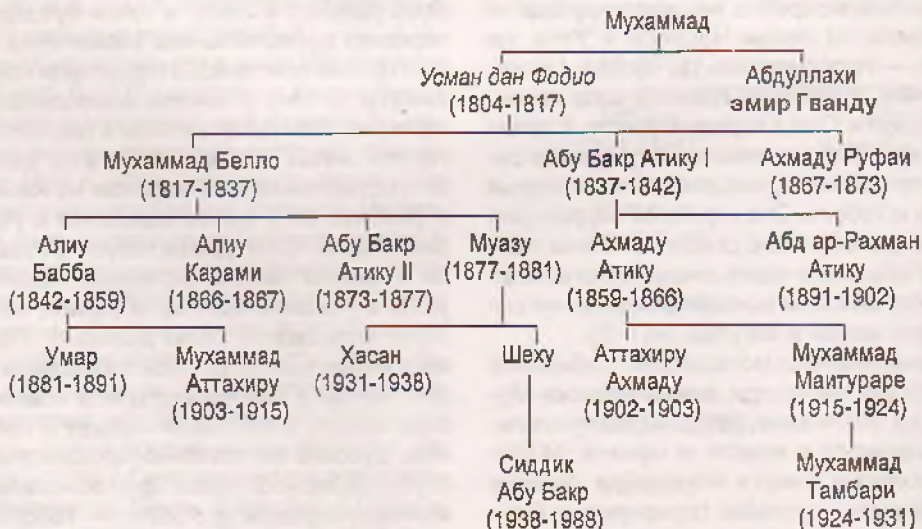 Мухаммад
Усман дан Фодио
(1804-1817)
Абдуллахи
эмир Гванду
Мухаммад Белло
(1817-1837)
Абу Бакр Атику I
(1837-1842)
Ахмаду Руфаи
(1867-1873)
Алиу
Бабба
(1842-1859)
Алиу
Карами
(1866-1867)
Абу Бакр
Атику II
(1873-1877)
Муазу
(1877-1881)
Ахмаду
Атику
(1859-1866)
Абд ар-Рахман
Атику
(1891-1902)
Умар
(1881-1891)
Мухаммад
Аттахиру
(1903-1915)
Хасан
(1931-1938)
Шеху
Аттахиру
Ахмаду
(1902-1903)
Мухаммад
Маитураре
(1915-1924)
Сиддик
Абу Бакр
(1938-1988)
Мухаммад
Тамбари
(1924-1931)